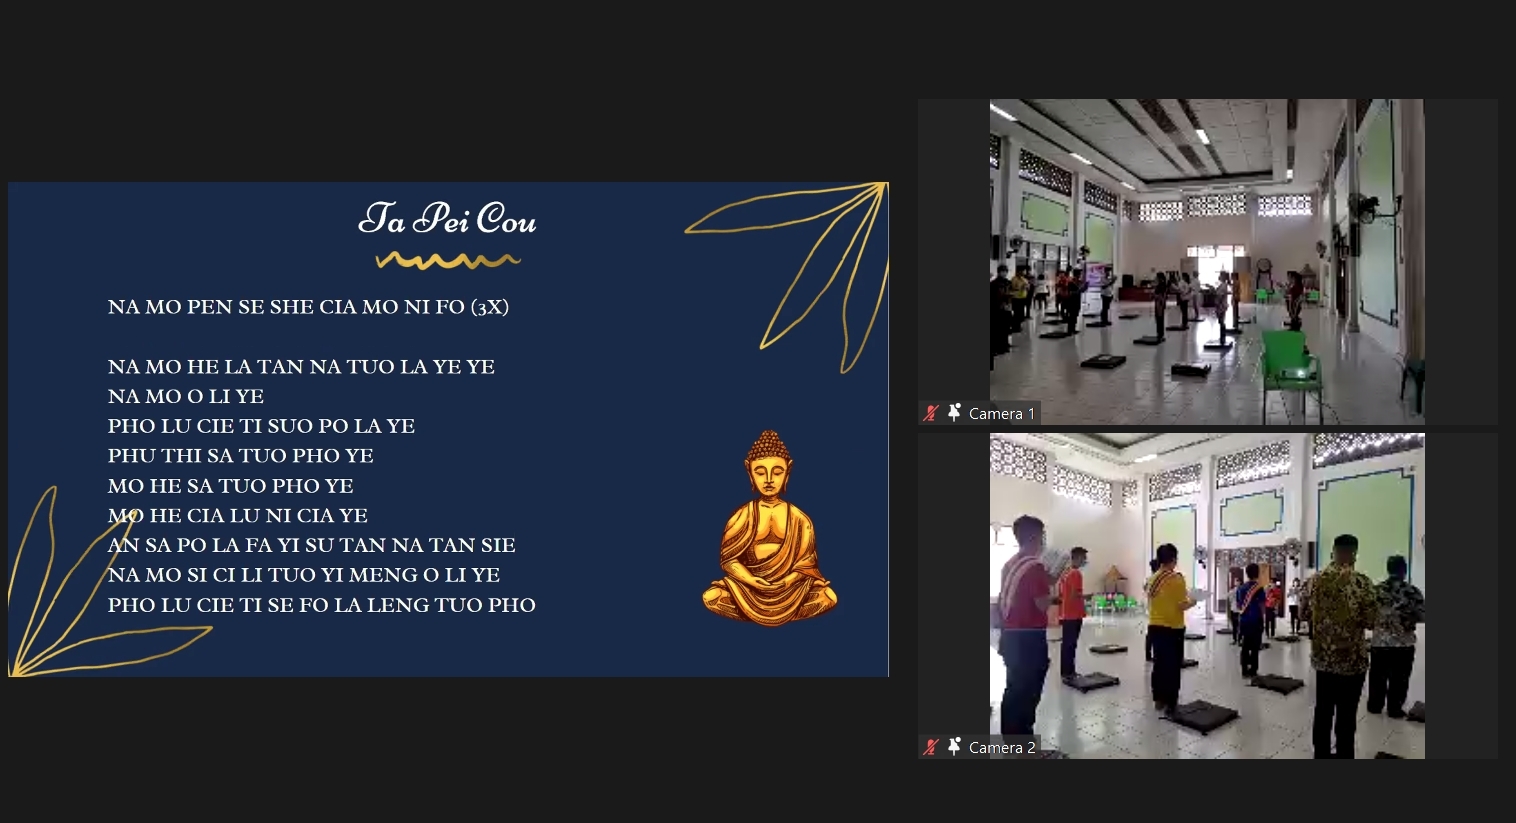 Ta Pei Cou
NA MO PEN SE SHE CIA MO NI FO (3X)
NA MO HE LA TAN NA TUO LA YE YE
NA MO O LI YE
PHO LU CIE TI SUO PO LA YE
PHU THI SA TUO PHO YE
MO HE SA TUO PHO YE
MO HE CIA LU NI CIA YE
AN SA PO LA FA YI SU TAN NA TAN SIE
NA MO SI CI LI TUO YI MENG O LI YE
PHO LU CIE TI SE FO LA LENG TUO PHO
Camera 1
Camera 2